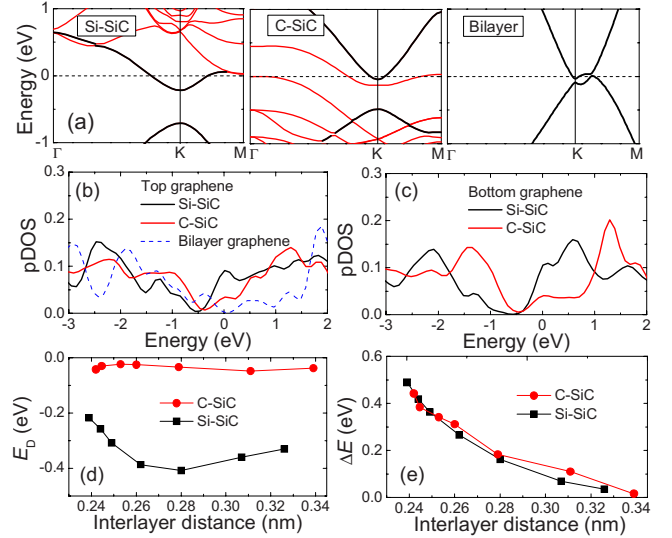 Si-SiC
C-SiC
Bilayer
Energy (eV)
1
0
-1
(a)
Γ K M
Γ K M
Γ K M
(b)
Top graphene
Si-SiC
C-SiC
Bilayer graphene
pDOS
0.3
0.2
0.1
0.0
-3 -2 -1 0 1 2
Energy (eV)
(c)
Bottom graphene
Si-SiC
C-SiC
pDOS
0.3
0.2
0.1
0.0
-3 -2 -1 0 1 2
Energy (eV)
E_D (eV)
0.0
-0.2
-0.4
C-SiC
Si-SiC
(d)
0.24 0.26 0.28 0.30 0.32 0.34
Interlayer distance (nm)
ΔE (eV)
0.6
0.4
0.2
0.0
C-SiC
Si-SiC
(e)
0.24 0.26 0.28 0.30 0.32 0.34
Interlayer distance (nm)